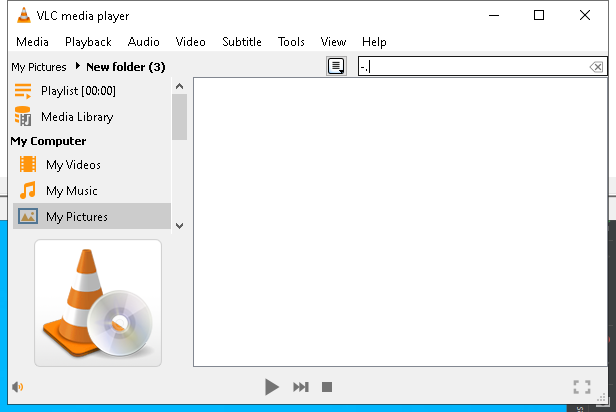 VLC media player
Media Playback Audio Video Subtitle Tools View Help
My Pictures New folder (3)
-.
Playlist [00:00]
Media Library
My Computer
My Videos
My Music
My Pictures